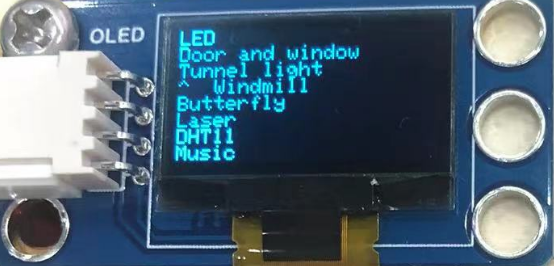 OLED
LED
Door and window
Tunnel light
^ Windmill
Butterfly
Laser
DHT11
Music